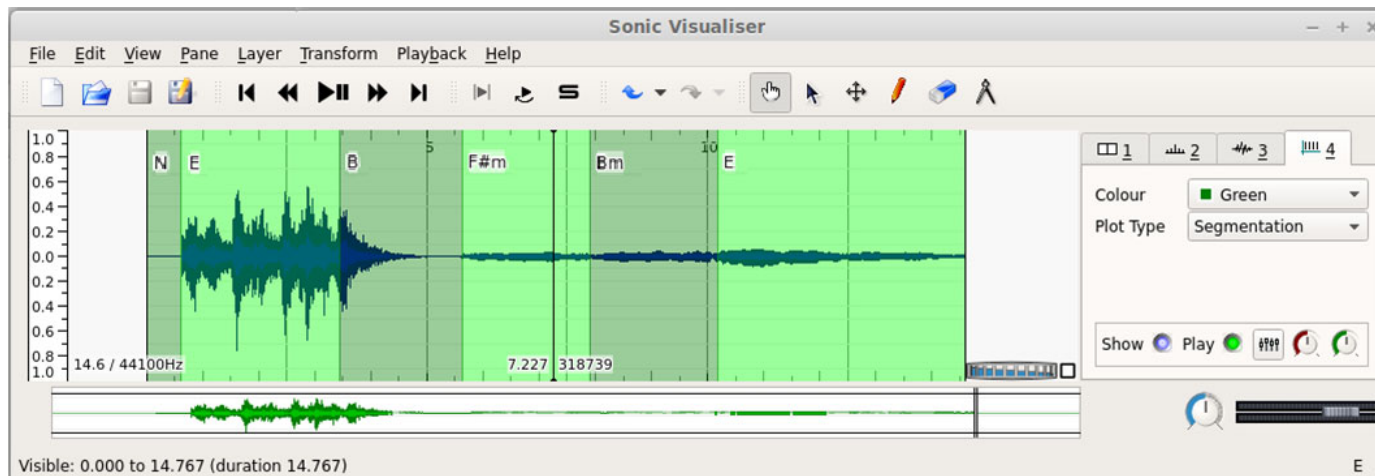 Sonic Visualiser
File Edit View Pane Layer Transform Playback Help
1.0
0.8
0.6
0.4
0.2
0.0
0.2
0.4
0.6
0.8
1.0
5 10
N E B F#m Bm E
14.6 / 44100Hz 7.227 318739
1 2 3 4
Colour Green
Plot Type Segmentation
Show Play
Visible: 0.000 to 14.767 (duration 14.767) E